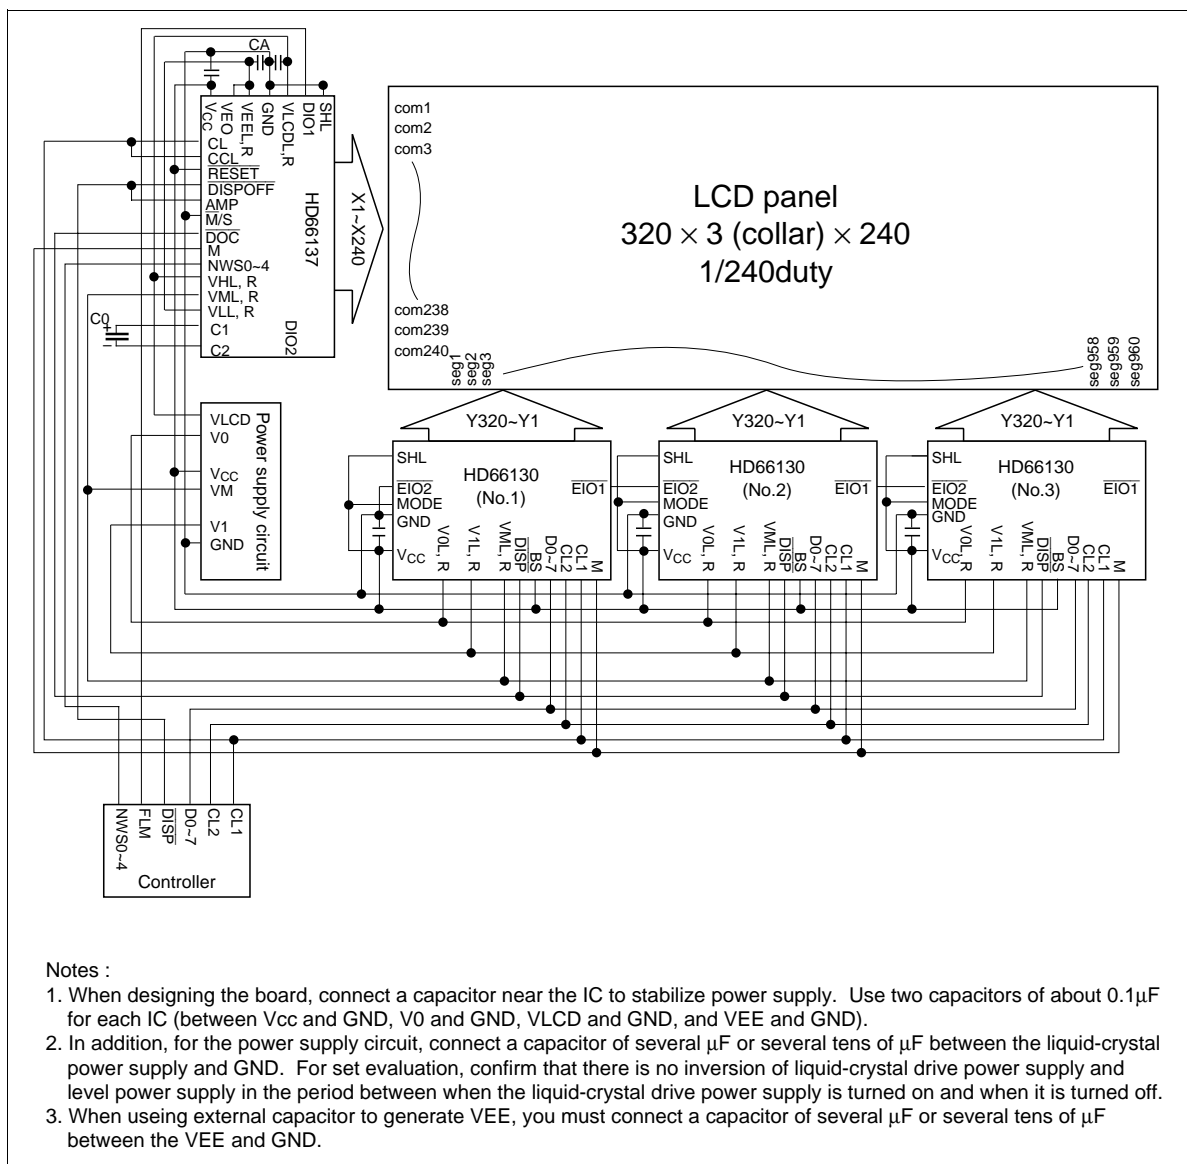 CA
VCC
VEO
VEEL,R
GND
VLCDL,R
DIO1
SHL
CL
CCL
RESET
DISPOFF
AMP
M/S
DOC
M
NWS0~4
VHL, R
VML, R
VLL, R
C1
C2
HD66137
DIO2
C0
+
−
X1~X240
com1
com2
com3
com238
com239
com240
seg1
seg2
seg3
LCD panel
320 × 3 (collar) × 240
1/240duty
seg958
seg959
seg960
VLCD
V0
VCC
VM
V1
GND
Power supply circuit
Y320~Y1
SHL
HD66130
(No.1)
EIO2
EIO1
MODE
GND
VCC
V0L, R
V1L, R
VML, R
DISP
BS
D0~7
CL2
CL1
M
Y320~Y1
SHL
HD66130
(No.2)
EIO2
EIO1
MODE
GND
VCC
V0L, R
V1L, R
VML, R
DISP
BS
D0~7
CL2
CL1
M
Y320~Y1
SHL
HD66130
(No.3)
EIO2
EIO1
MODE
GND
VCC
V0L, R
V1L, R
VML, R
DISP
BS
D0~7
CL2
CL1
M
NWS0~4
FLM
DISP
D0~7
CL2
CL1
Controller
Notes :
1. When designing the board, connect a capacitor near the IC to stabilize power supply. Use two capacitors of about 0.1μF
for each IC (between Vcc and GND, V0 and GND, VLCD and GND, and VEE and GND).
2. In addition, for the power supply circuit, connect a capacitor of several μF or several tens of μF between the liquid-crystal
power supply and GND. For set evaluation, confirm that there is no inversion of liquid-crystal drive power supply and
level power supply in the period between when the liquid-crystal drive power supply is turned on and when it is turned off.
3. When useing external capacitor to generate VEE, you must connect a capacitor of several μF or several tens of μF
between the VEE and GND.